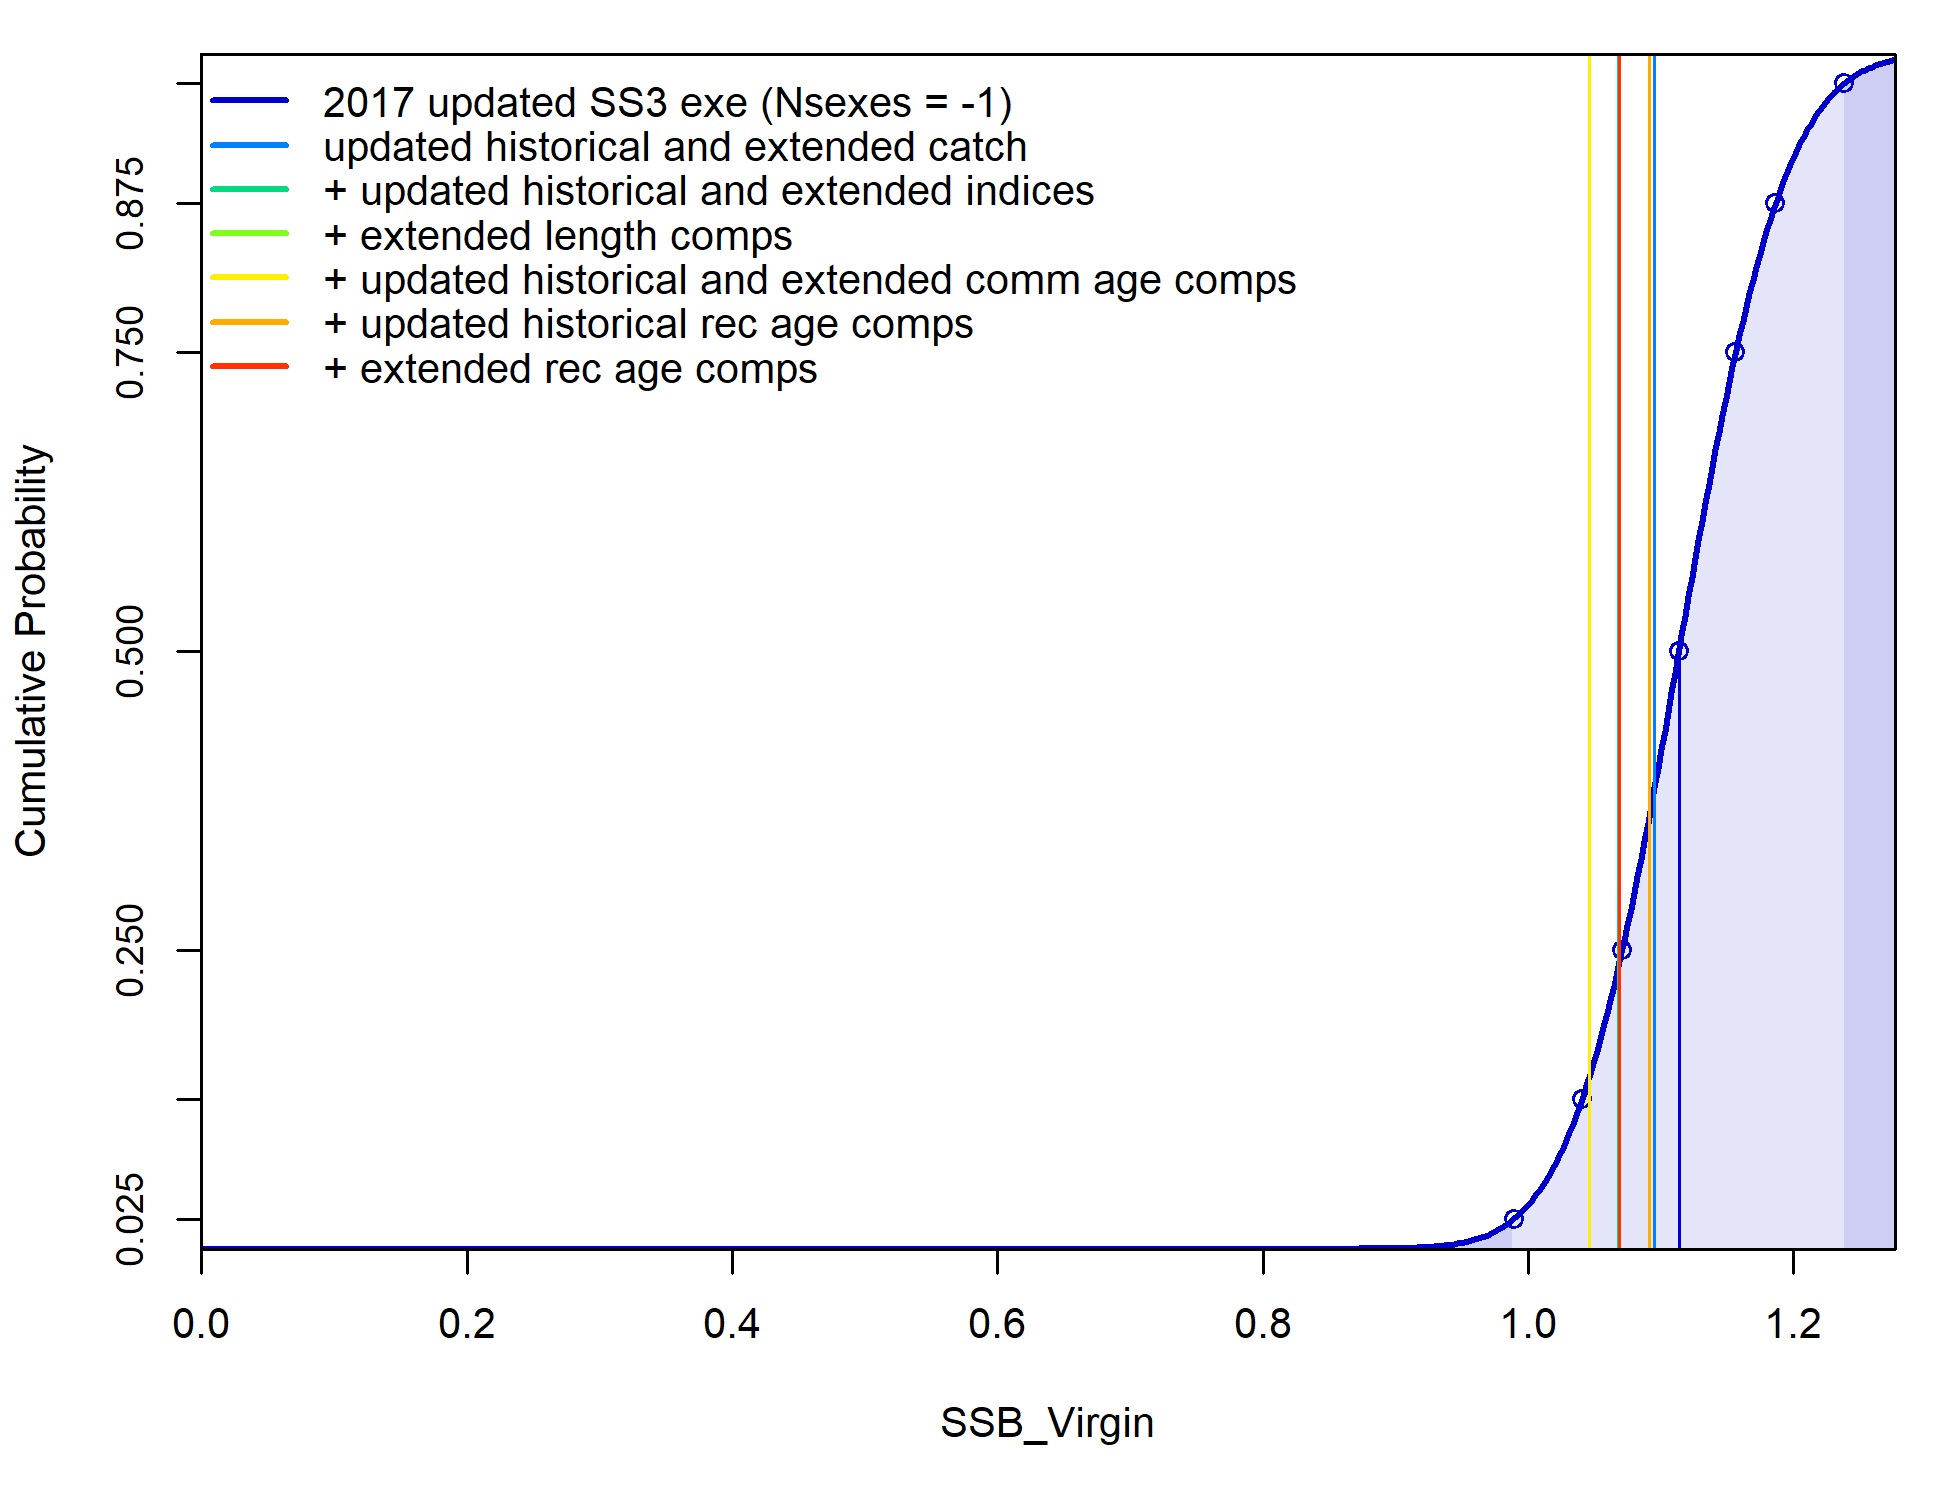 2017 updated SS3 exe (Nsexes = -1)
updated historical and extended catch
+ updated historical and extended indices
+ extended length comps
+ updated historical and extended comm age comps
+ updated historical rec age comps
+ extended rec age comps
Cumulative Probability
0.875
0.750
0.500
0.250
0.025
0.0 0.2 0.4 0.6 0.8 1.0 1.2
SSB_Virgin